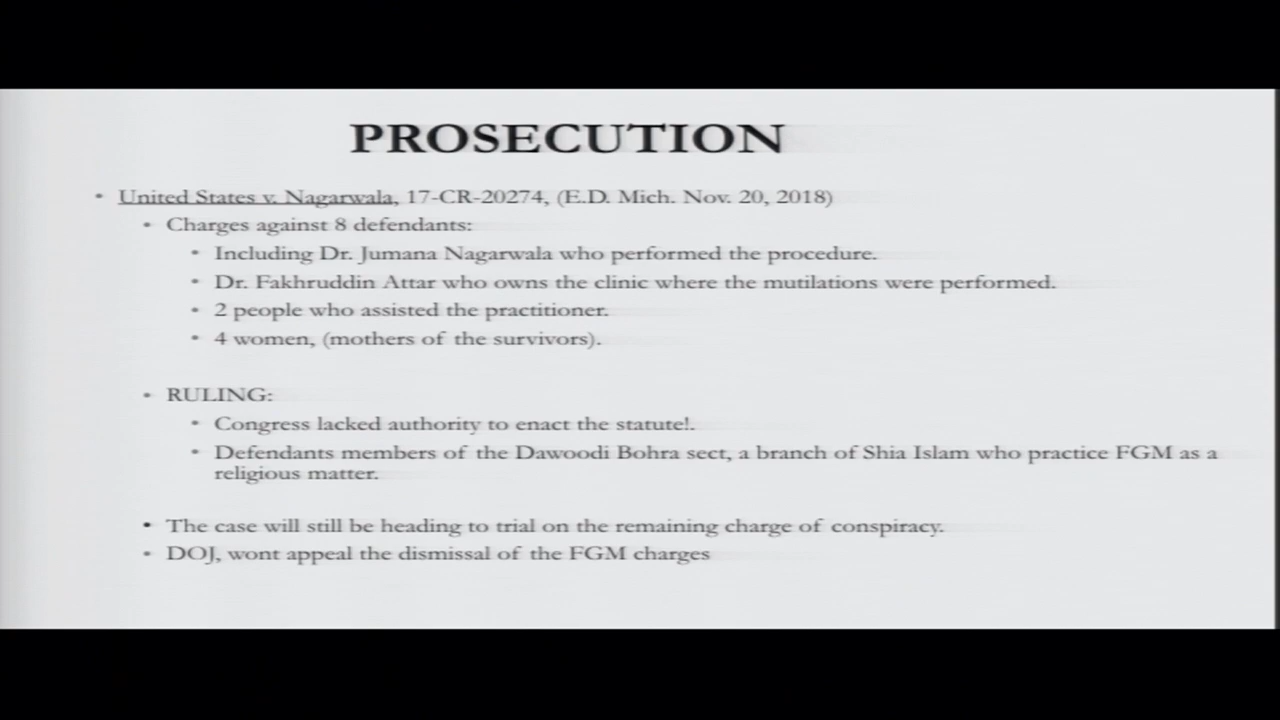 PROSECUTION
• United States v. Nagarwala, 17-CR-20274, (E.D. Mich. Nov. 20, 2018)
• Charges against 8 defendants:
• Including Dr. Jumana Nagarwala who performed the procedure.
• Dr. Fakhruddin Attar who owns the clinic where the mutilations were performed.
• 2 people who assisted the practitioner.
• 4 women, (mothers of the survivors).
• RULING:
• Congress lacked authority to enact the statute!.
• Defendants members of the Dawoodi Bohra sect, a branch of Shia Islam who practice FGM as a
religious matter.
• The case will still be heading to trial on the remaining charge of conspiracy.
• DOJ, wont appeal the dismissal of the FGM charges